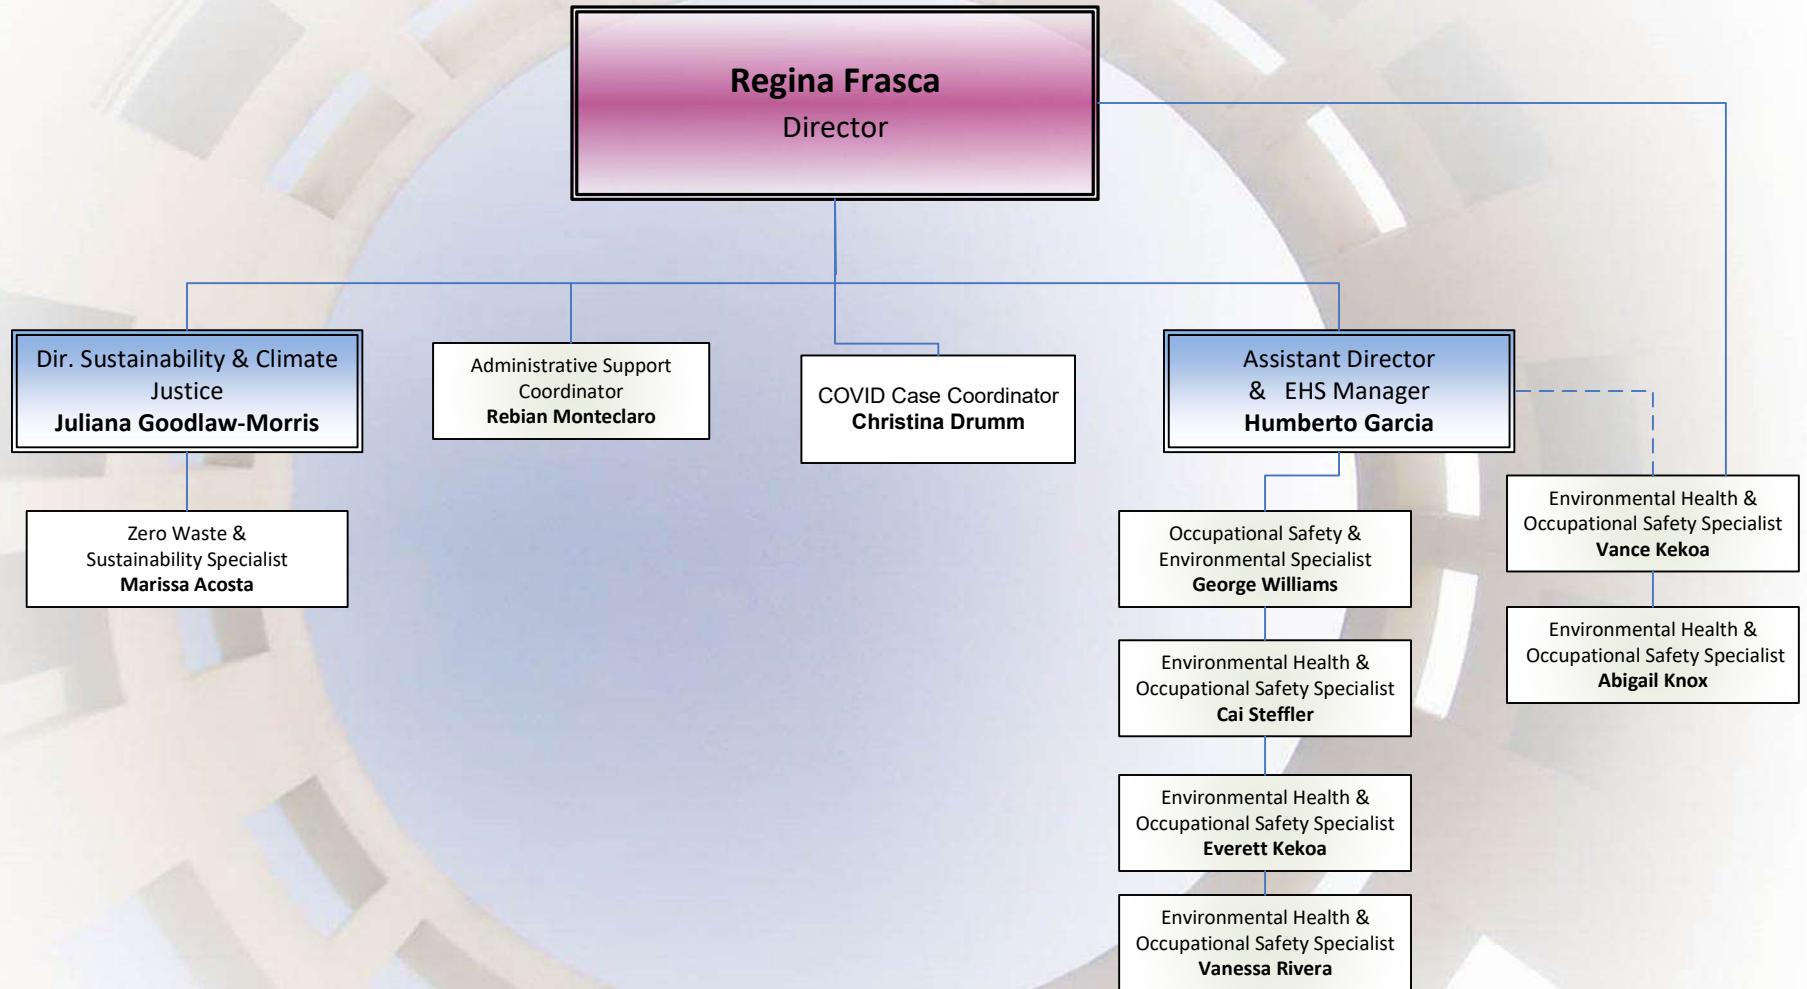 Regina Frasca
Director
Dir. Sustainability & Climate
Justice
Juliana Goodlaw-Morris
Administrative Support
Coordinator
Rebian Monteclaro
COVID Case Coordinator
Christina Drumm
Assistant Director
& EHS Manager
Humberto Garcia
Zero Waste &
Sustainability Specialist
Marissa Acosta
Occupational Safety &
Environmental Specialist
George Williams
Environmental Health &
Occupational Safety Specialist
Cai Steffler
Environmental Health &
Occupational Safety Specialist
Everett Kekoa
Environmental Health &
Occupational Safety Specialist
Vanessa Rivera
Environmental Health &
Occupational Safety Specialist
Vance Kekoa
Environmental Health &
Occupational Safety Specialist
Abigail Knox